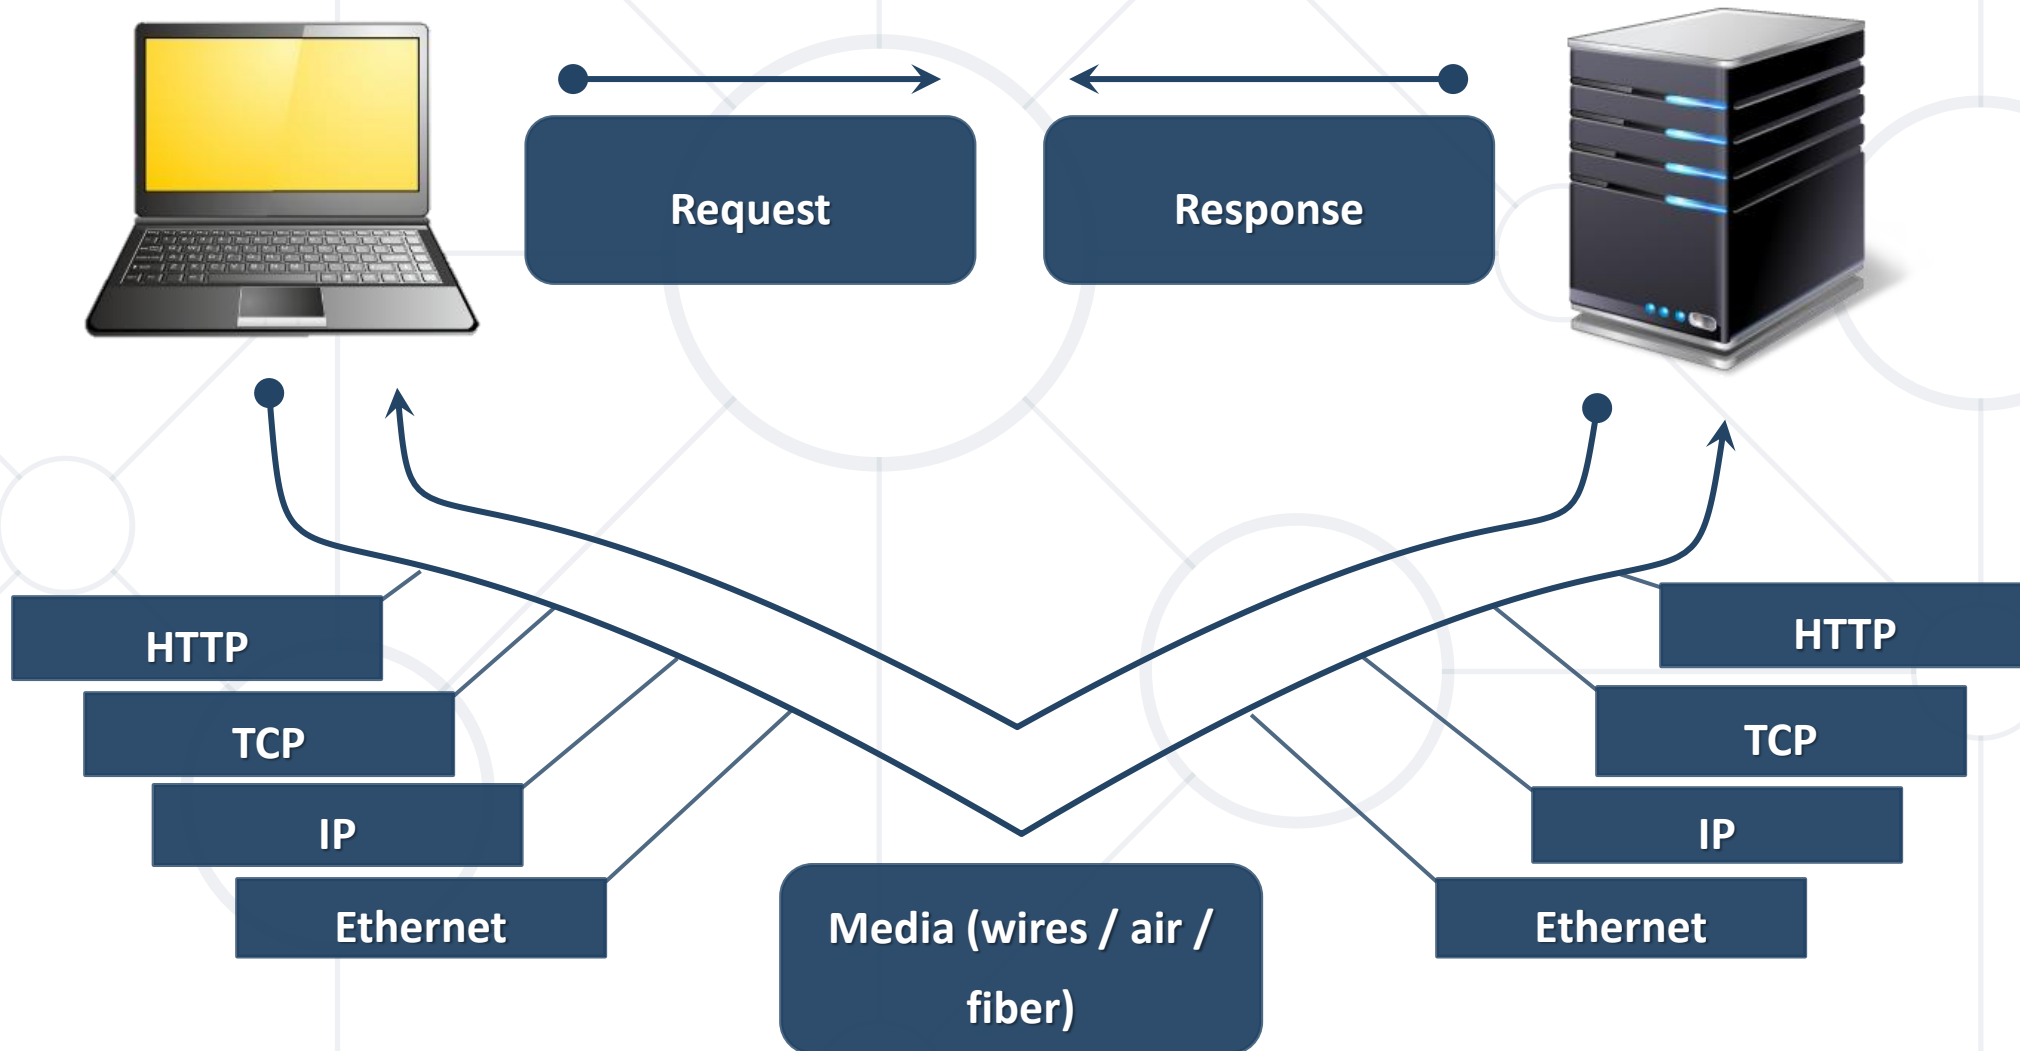 Request
Response
HTTP
TCP
IP
Ethernet
Media (wires / air /
fiber)
HTTP
TCP
IP
Ethernet